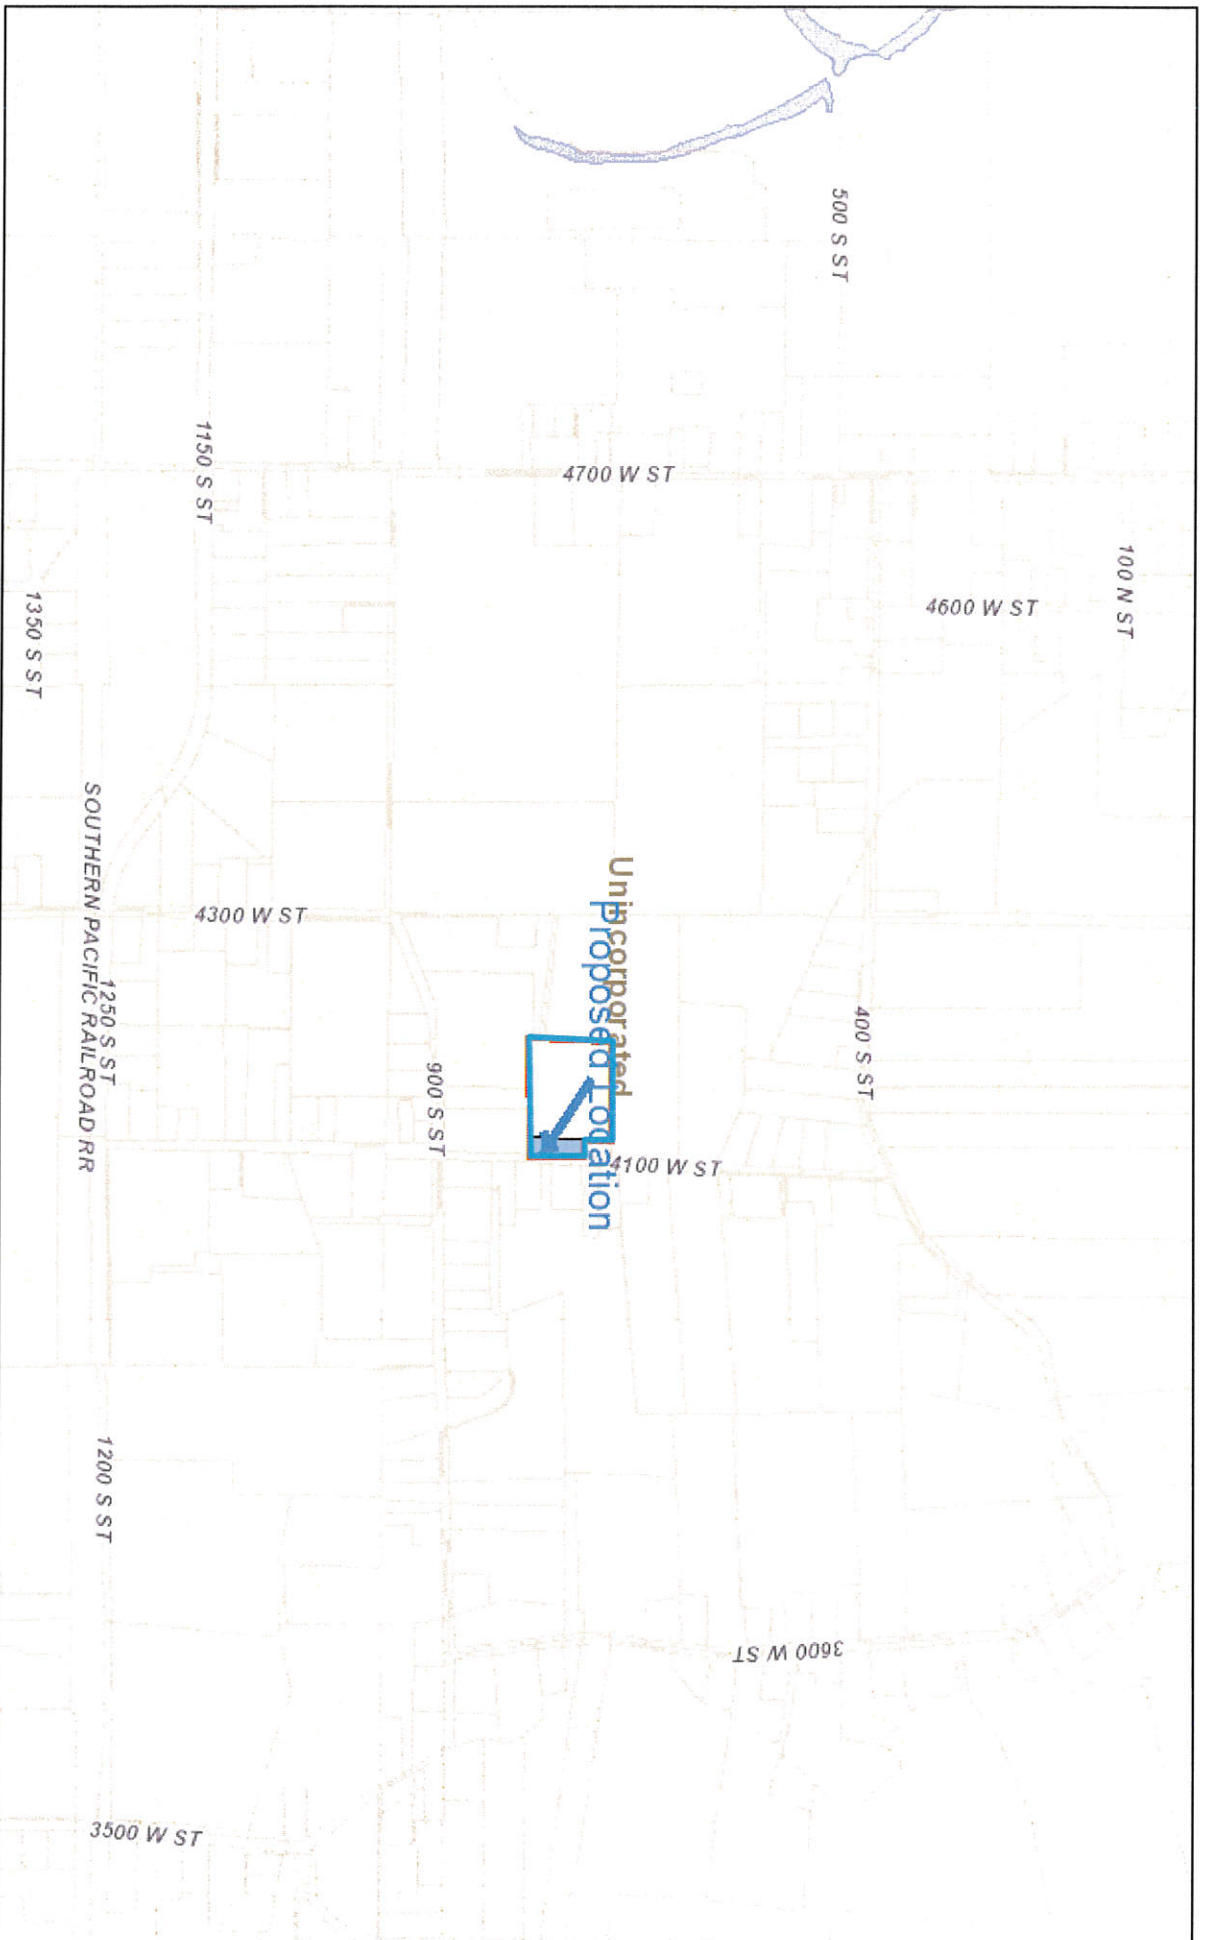 100 N ST
4600 W ST
500 S ST
400 S ST
3600 W ST
4700 W ST
Unincorporated
Proposed Location
4100 W ST
900 S ST
4300 W ST
1150 S ST
1250 S ST
SOUTHERN PACIFIC RAILROAD RR
1200 S ST
3500 W ST
1350 S ST